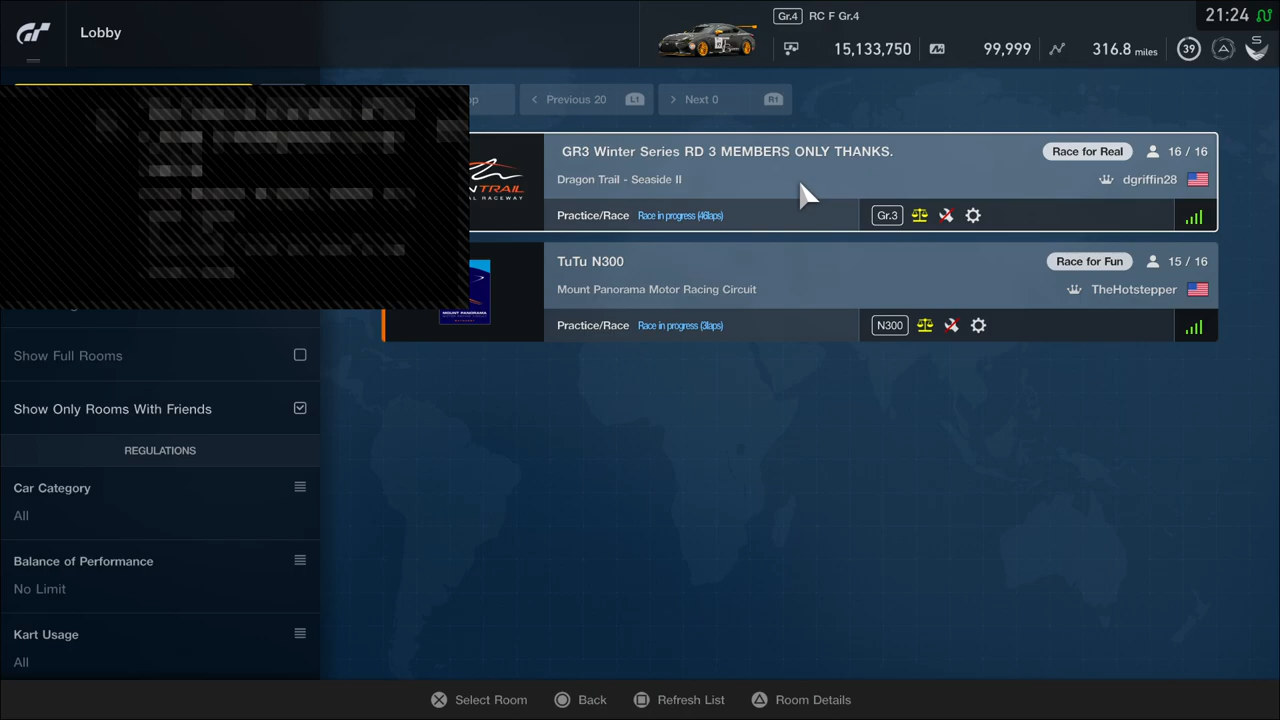 Lobby
Gr.4 RC F Gr.4
21:24
15,133,750
99,999
316.8 miles
39
A
S
Previous 20 L1
Next 0 R1
GR3 Winter Series RD 3 MEMBERS ONLY THANKS.
Race for Real
16 / 16
Dragon Trail - Seaside II
dgriffin28
Practice/Race Race in progress (46laps)
Gr.3
TuTu N300
Race for Fun
15 / 16
Mount Panorama Motor Racing Circuit
TheHotstepper
MOUNT PANORAMA
Practice/Race Race in progress (3laps)
N300
Show Full Rooms
Show Only Rooms With Friends
REGULATIONS
Car Category
All
Balance of Performance
No Limit
Kart Usage
All
Select Room
Back
Refresh List
Room Details